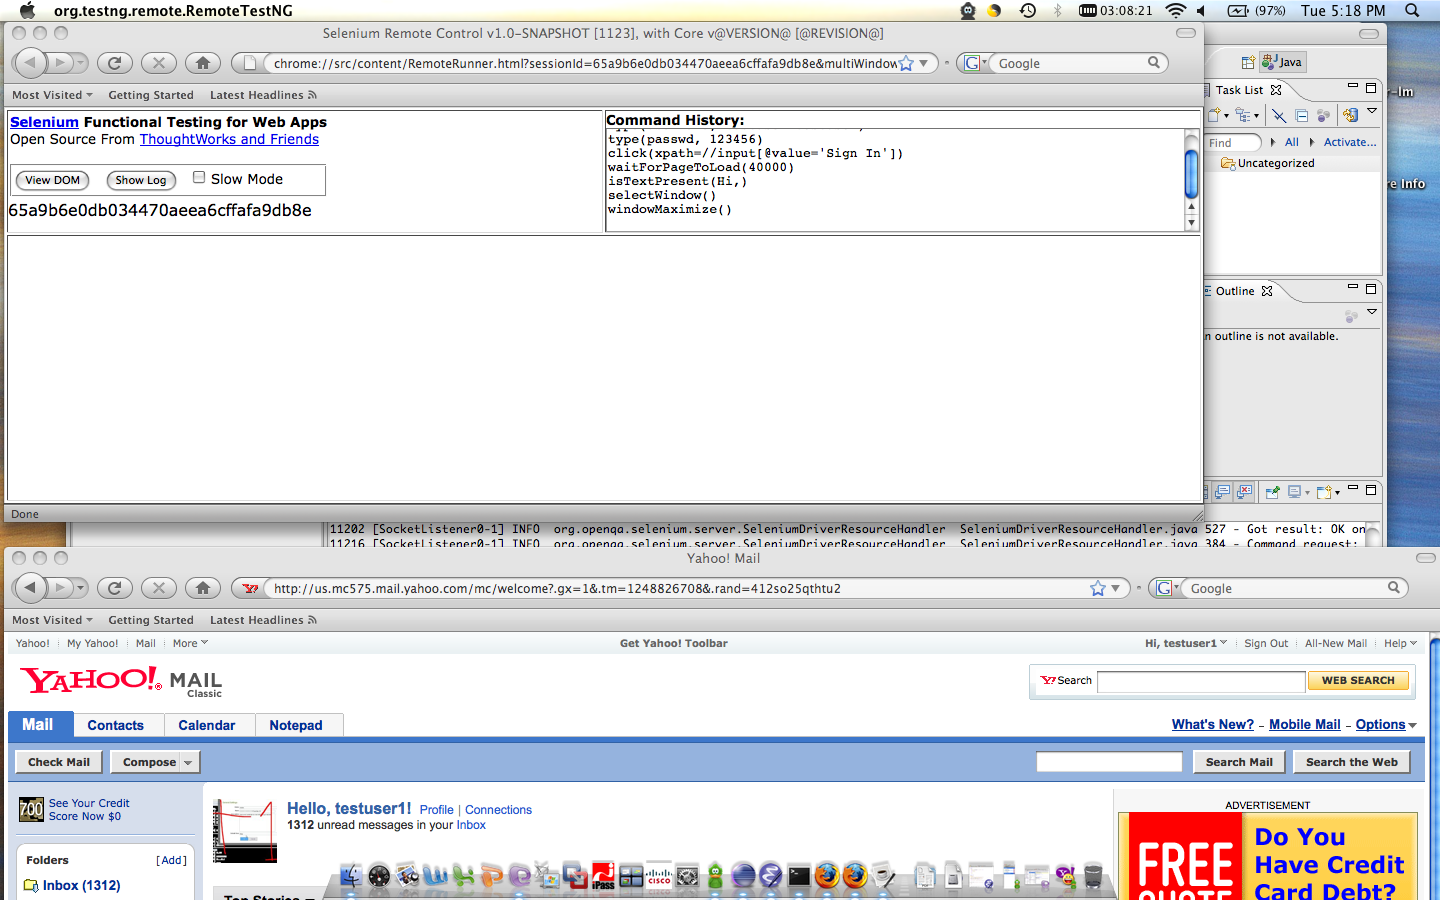 org.testng.remote.RemoteTestNG
03:08:21
(97%)
Tue 5:18 PM
Selenium Remote Control v1.0-SNAPSHOT [1123], with Core v@VERSION@ [@REVISION@]
chrome://src/content/RemoteRunner.html?sessionId=65a9b6e0db034470aeea6cffafa9db8e&multiWindow
Google
Most Visited
Getting Started
Latest Headlines
Selenium Functional Testing for Web Apps
Open Source From ThoughtWorks and Friends
View DOM
Show Log
Slow Mode
65a9b6e0db034470aeea6cffafa9db8e
Command History:
type(passwd, 123456)
click(xpath=//input[@value='Sign In'])
waitForPageToLoad(40000)
isTextPresent(Hi,)
selectWindow()
windowMaximize()
Done
Java
Task List
Find
All
Activate...
Uncategorized
Outline
n outline is not available.
r-Im
re Info
11202 [SocketListener0-1] INFO org.openqa.selenium.server.SeleniumDriverResourceHandler SeleniumDriverResourceHandler.java 527 - Got result: OK on
11216 [SocketListener0-1] INFO org.openqa.selenium.server.SeleniumDriverResourceHandler SeleniumDriverResourceHandler.java 384 - Command request:
Yahoo! Mail
http://us.mc575.mail.yahoo.com/mc/welcome?.gx=1&.tm=1248826708&.rand=412so25qthtu2
Google
Most Visited
Getting Started
Latest Headlines
Yahoo!
My Yahoo!
Mail
More
Get Yahoo! Toolbar
Hi, testuser1
Sign Out
All-New Mail
Help
YAHOO! MAIL
Classic
Search
WEB SEARCH
Mail
Contacts
Calendar
Notepad
What's New? - Mobile Mail - Options
Check Mail
Compose
Search Mail
Search the Web
700
See Your Credit
Score Now $0
Hello, testuser1! Profile | Connections
1312 unread messages in your Inbox
Folders
[Add]
Inbox (1312)
Top Stories
ADVERTISEMENT
FREE
QUOTE
Do You
Have Credit
Card Debt?
iPass
CISCO